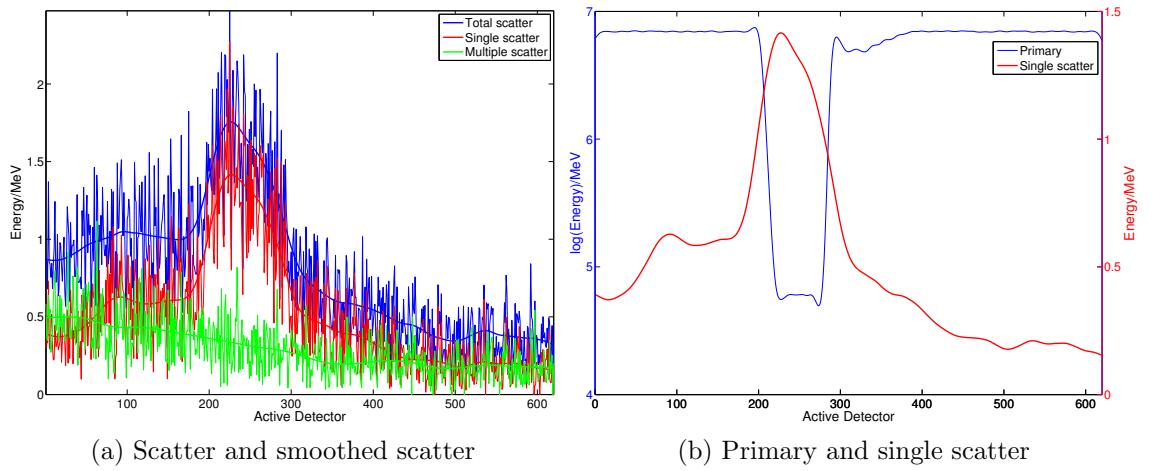 Total scatter
Single scatter
Multiple scatter
Energy/MeV
2
1.5
1
0.5
0
100 200 300 400 500 600
Active Detector
(a) Scatter and smoothed scatter
7
6
5
4
log(Energy)/MeV
Primary
Single scatter
1.5
1
0.5
0
Energy/MeV
0 100 200 300 400 500 600
Active Detector
(b) Primary and single scatter